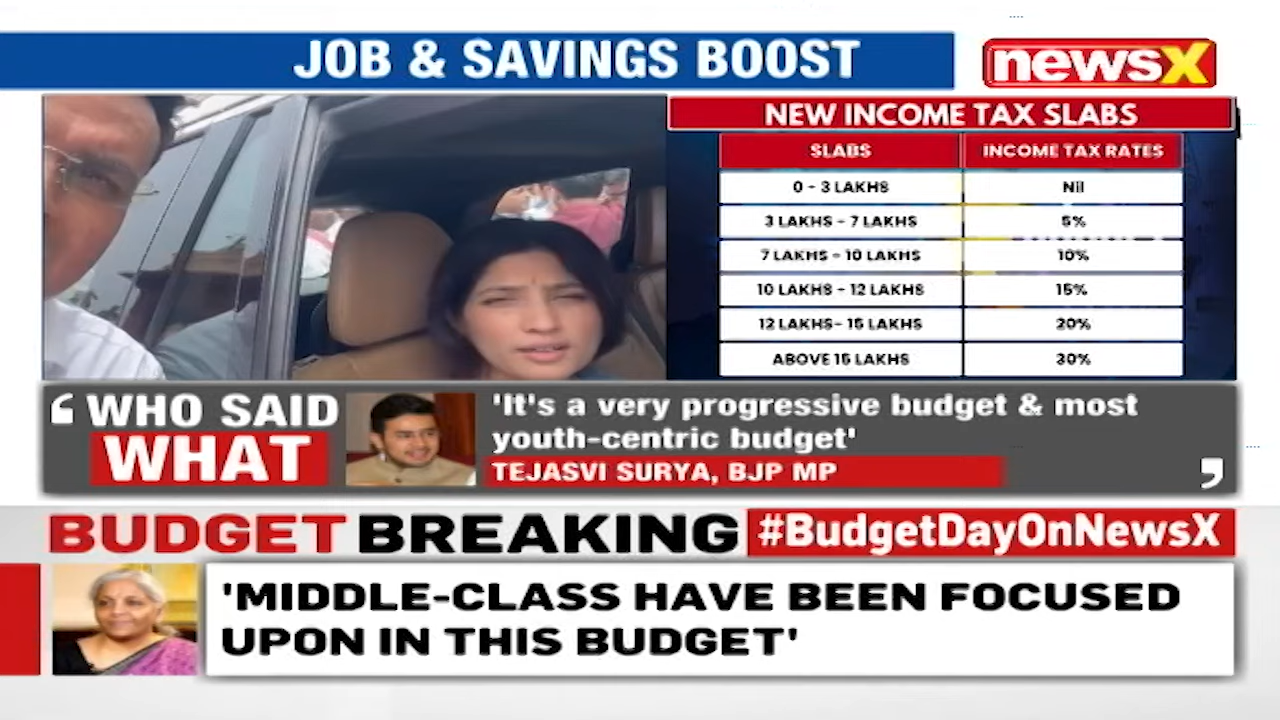 JOB & SAVINGS BOOST
newsX
NEW INCOME TAX SLABS
SLABS INCOME TAX RATES
0 - 3 LAKHS Nil
3 LAKHS - 7 LAKHS 5%
7 LAKHS - 10 LAKHS 10%
10 LAKHS - 12 LAKHS 15%
12 LAKHS- 15 LAKHS 20%
ABOVE 15 LAKHS 30%
‘ WHO SAID
WHAT
'It's a very progressive budget & most
youth-centric budget'
TEJASVI SURYA, BJP MP
’
BUDGET BREAKING #BudgetDayOnNewsX
'MIDDLE-CLASS HAVE BEEN FOCUSED
UPON IN THIS BUDGET'